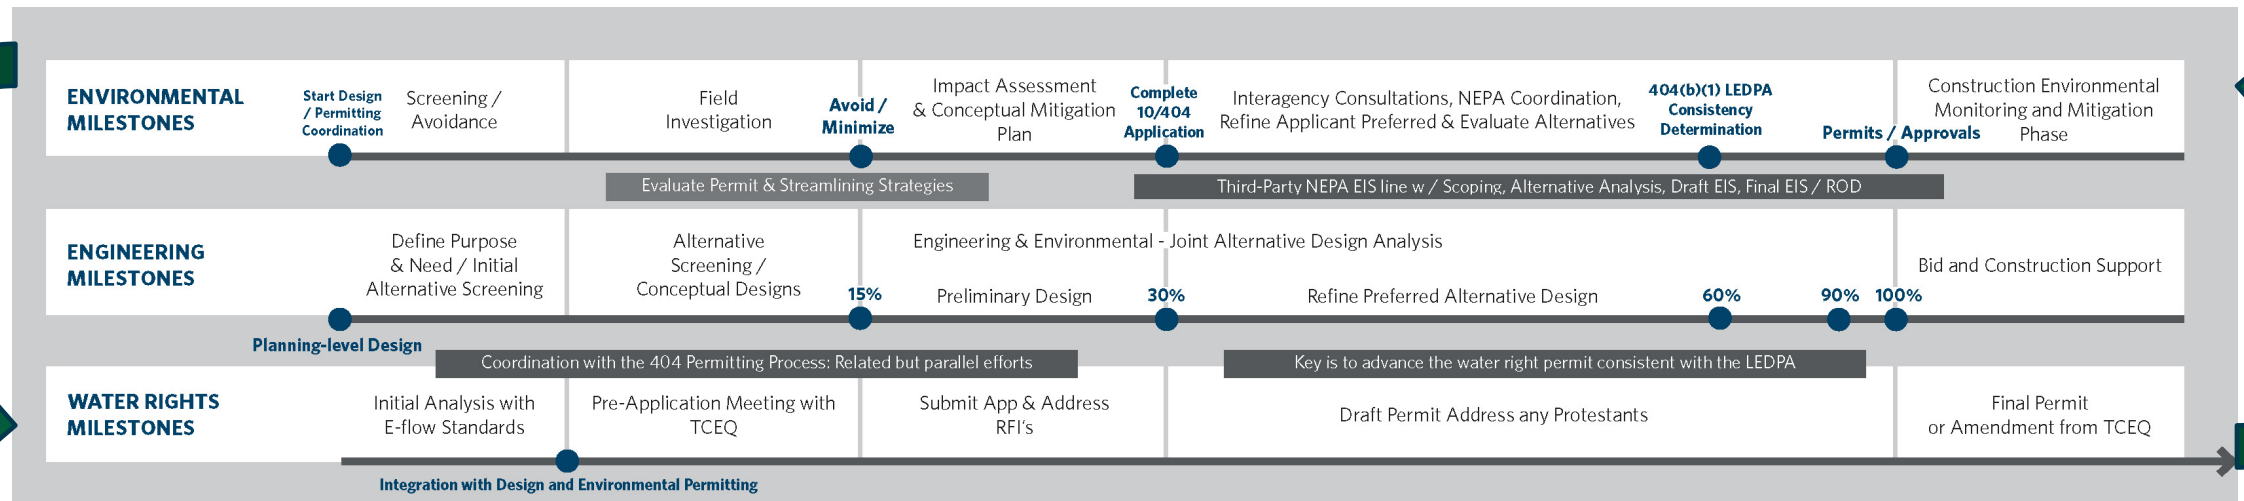 ENVIRONMENTAL
MILESTONES
Start Design
/ Permitting
Coordination
Screening /
Avoidance
Field
Investigation
Avoid /
Minimize
Impact Assessment
& Conceptual Mitigation
Plan
Complete
10/404
Application
Interagency Consultations, NEPA Coordination,
Refine Applicant Preferred & Evaluate Alternatives
404(b)(1) LEDPA
Consistency
Determination
Permits / Approvals
Construction Environmental
Monitoring and Mitigation
Phase
Evaluate Permit & Streamlining Strategies
Third-Party NEPA EIS line w / Scoping, Alternative Analysis, Draft EIS, Final EIS / ROD
ENGINEERING
MILESTONES
Define Purpose
& Need / Initial
Alternative Screening
Alternative
Screening /
Conceptual Designs
Engineering & Environmental - Joint Alternative Design Analysis
15%
Preliminary Design
30%
Refine Preferred Alternative Design
60%
90%
100%
Bid and Construction Support
Planning-level Design
Coordination with the 404 Permitting Process: Related but parallel efforts
Key is to advance the water right permit consistent with the LEDPA
WATER RIGHTS
MILESTONES
Initial Analysis with
E-flow Standards
Pre-Application Meeting with
TCEQ
Submit App & Address
RFI's
Draft Permit Address any Protestants
Final Permit
or Amendment from TCEQ
Integration with Design and Environmental Permitting